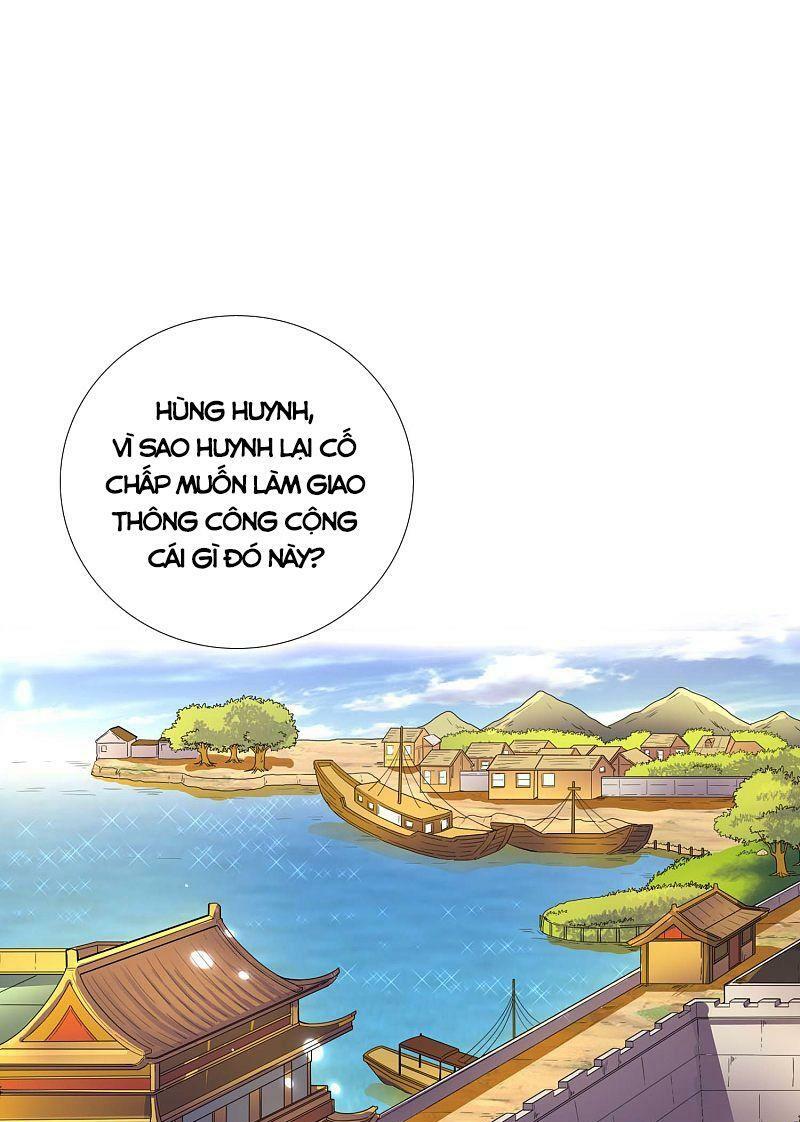 HÙNG HUYNH,
VÌ SAO HUYNH LẠI CỐ
CHẤP MUỐN LÀM GIAO
THÔNG CÔNG CỘNG
CÁI GÌ ĐÓ NÀY?